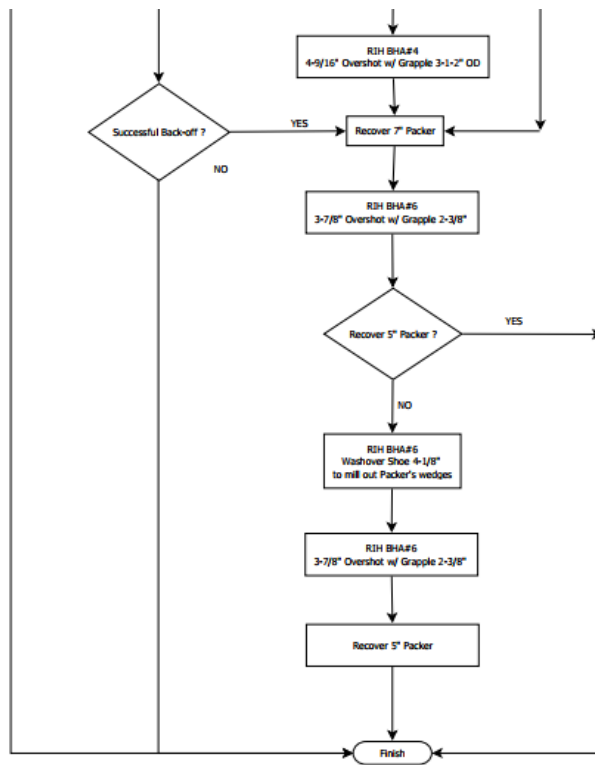 RIH BHA#4
4-9/16" Overshot w/ Grapple 3-1-2" OD
Successful Back-off ?
YES
Recover 7" Packer
NO
RIH BHA#6
3-7/8" Overshot w/ Grapple 2-3/8"
Recover 5" Packer ?
YES
NO
RIH BHA#6
Washover Shoe 4-1/8"
to mill out Packer's wedges
RIH BHA#6
3-7/8" Overshot w/ Grapple 2-3/8"
Recover 5" Packer
Finish